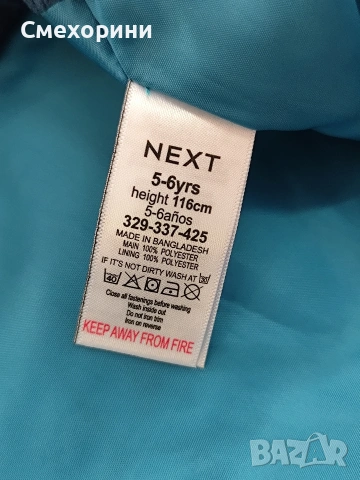 Смехорини
NEXT
5-6yrs
height 116cm
5-6años
329-337-425
MADE IN BANGLADESH
MAIN 100% POLYESTER
LINING 100% POLYESTER
IF IT'S NOT DIRTY WASH AT 30°
40
Close all fastenings before washing
Wash inside out
Do not iron trim
Iron on reverse
KEEP AWAY FROM FIRE
BAZAR